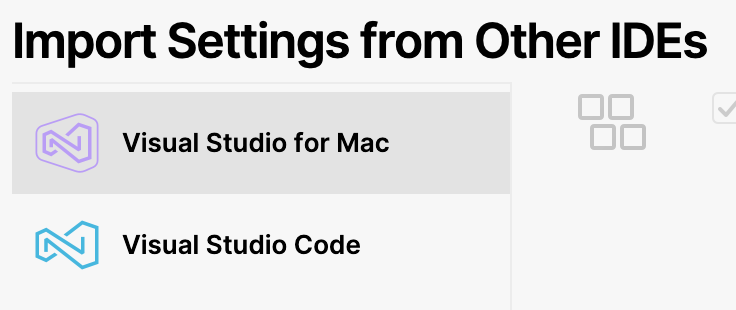 Import Settings from Other IDEs
Visual Studio for Mac
Visual Studio Code